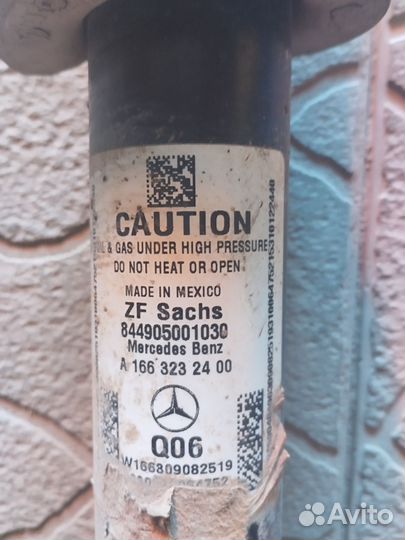 CAUTION
& GAS UNDER HIGH PRESSURE
DO NOT HEAT OR OPEN
MADE IN MEXICO
ZF Sachs
844905001030
Mercedes Benz
A 166 323 24 00
Q06
W166809082519
Avito